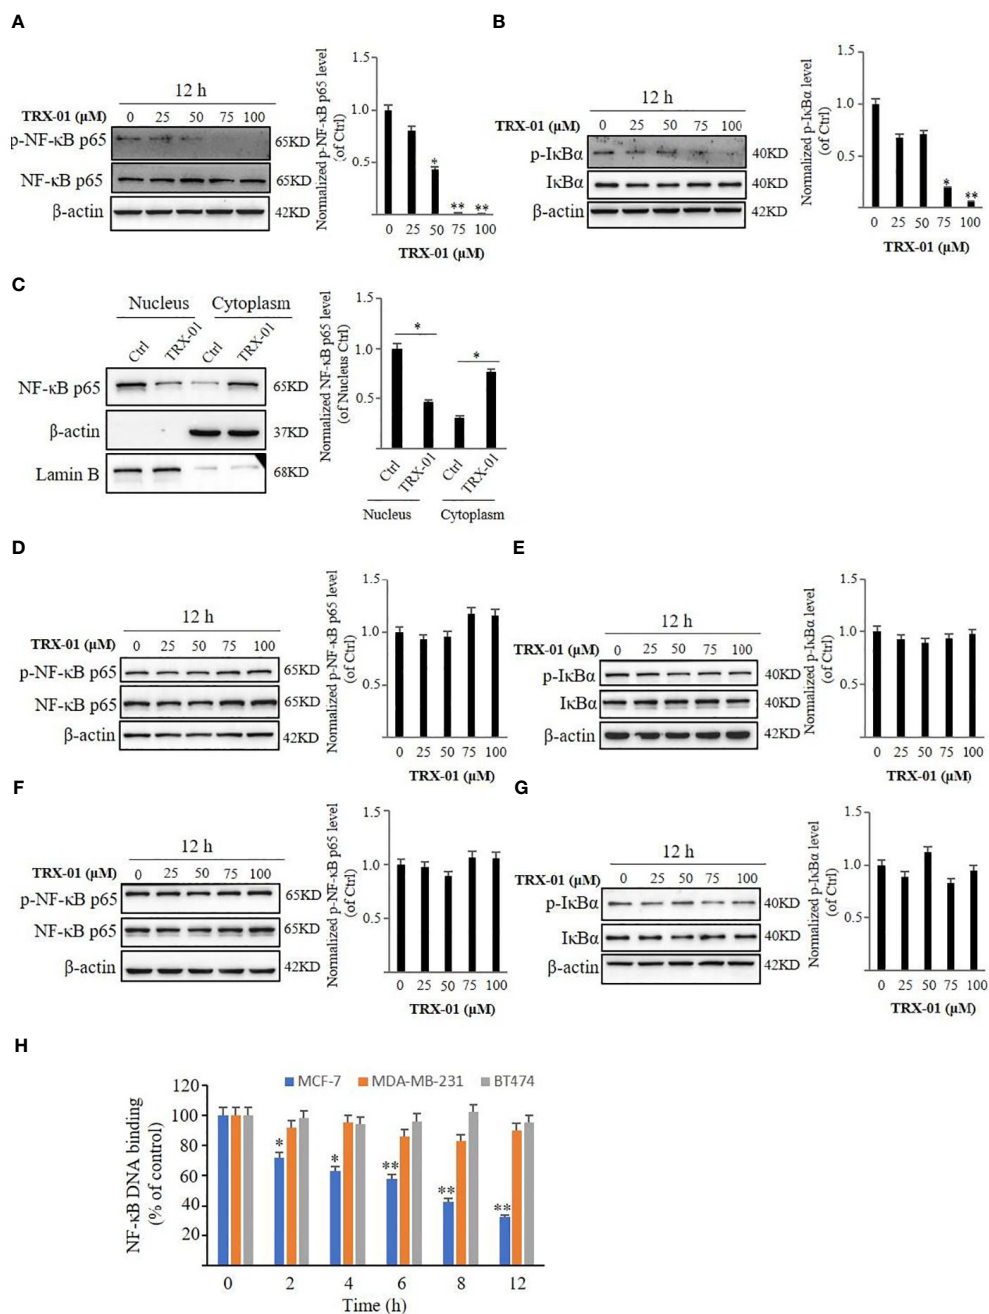 A
12 h
TRX-01 (µM) 0 25 50 75 100
p-NF-κB p65 65KD
NF-κB p65 65KD
β-actin 42KD
Normalized p-NF-κB p65 level
(of Ctrl)
1.5
1.0
0.5
* ** **
0 25 50 75 100
TRX-01 (µM)
B
12 h
TRX-01 (µM) 0 25 50 75 100
p-IκBα 40KD
IκBα 40KD
β-actin 42KD
Normalized p-IκBα level
(of Ctrl)
1.5
1.0
0.5
* **
0 25 50 75 100
TRX-01 (µM)
C
Nucleus Cytoplasm
Ctrl TRX-01 Ctrl TRX-01
NF-κB p65 65KD
β-actin 37KD
Lamin B 68KD
Normalized NF-κB p65 level
(of Nucleus Ctrl)
1.5
1.0
0.5
* *
Ctrl TRX-01 Ctrl TRX-01
Nucleus Cytoplasm
D
12 h
TRX-01 (µM) 0 25 50 75 100
p-NF-κB p65 65KD
NF-κB p65 65KD
β-actin 42KD
Normalized p-NF-κB p65 level
(of Ctrl)
1.5
1.0
0.5
0 25 50 75 100
TRX-01 (µM)
E
12 h
TRX-01 (µM) 0 25 50 75 100
p-IκBα 40KD
IκBα 40KD
β-actin 42KD
Normalized p-IκBα level
(of Ctrl)
1.5
1.0
0.5
0 25 50 75 100
TRX-01 (µM)
F
12 h
TRX-01 (µM) 0 25 50 75 100
p-NF-κB p65 65KD
NF-κB p65 65KD
β-actin 42KD
Normalized p-NF-κB p65 level
(of Ctrl)
1.5
1.0
0.5
0 25 50 75 100
TRX-01 (µM)
G
12 h
TRX-01 (µM) 0 25 50 75 100
p-IκBα 40KD
IκBα 40KD
β-actin 42KD
Normalized p-IκBα level
(of Ctrl)
1.5
1.0
0.5
0 25 50 75 100
TRX-01 (µM)
H
MCF-7 MDA-MB-231 BT474
NF-κB DNA binding
(% of control)
120
100
80
60
40
20
* * ** ** **
0 2 4 6 8 12
Time (h)